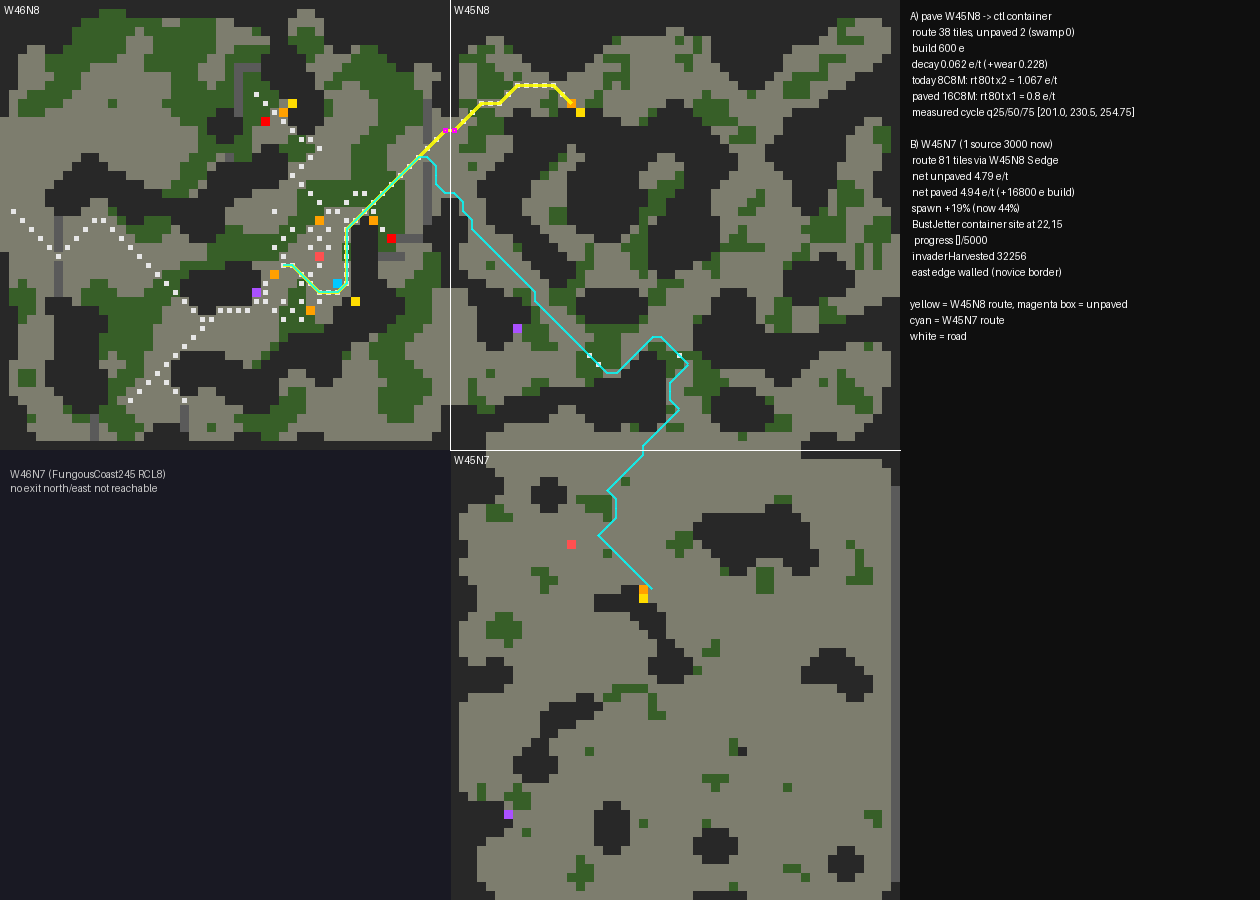 W46N8
W45N8
A) pave W45N8 -> ctl container
route 38 tiles, unpaved 2 (swamp 0)
build 600 e
decay 0.062 e/t (+wear 0.228)
today 8C8M: rt 80t x2 = 1.067 e/t
paved 16C8M: rt 80t x1 = 0.8 e/t
measured cycle q25/50/75 [201.0, 230.5, 254.75]
B) W45N7 (1 source 3000 now)
route 81 tiles via W45N8 S edge
net unpaved 4.79 e/t
net paved 4.94 e/t (+16800 e build)
spawn +19% (now 44%)
BustJetter container site at 22,15
progress []/5000
invaderHarvested 32256
east edge walled (novice border)
yellow = W45N8 route, magenta box = unpaved
cyan = W45N7 route
white = road
W46N7 (FungousCoast245 RCL8)
no exit north/east: not reachable
W45N7